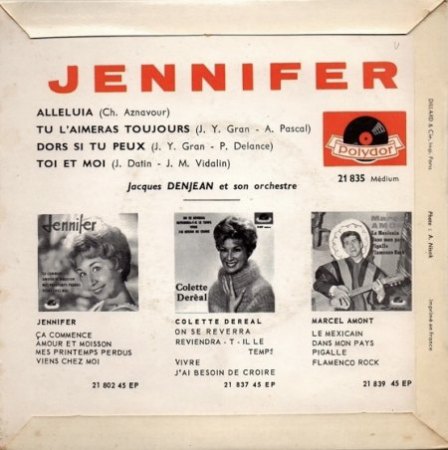 JENNIFER
ALLELUIA (Ch. Aznavour)
TU L'AIMERAS TOUJOURS (J. Y. Gran - A. Pascal)
DORS SI TU PEUX (J. Y. Gran - P. Delance)
TOI ET MOI (J. Datin - J. M. Vidalin)
Polydor
21 835 Médium
Jacques DENJEAN et son orchestre
Jennifer
Colette
Deréal
JENNIFER
ÇA COMMENCE
AMOUR ET MOISSON
MES PRINTEMPS PERDUS
VIENS CHEZ MOI
21 802 45 EP
COLETTE DEREAL
ON SE REVERRA
REVIENDRA - T - IL LE
TEMPS
VIVRE
J'AI BESOIN DE CROIRE
21 837 45 EP
MARCEL AMONT
LE MEXICAIN
DANS MON PAYS
PIGALLE
FLAMENCO ROCK
21 839 45 EP
Imprimé en France